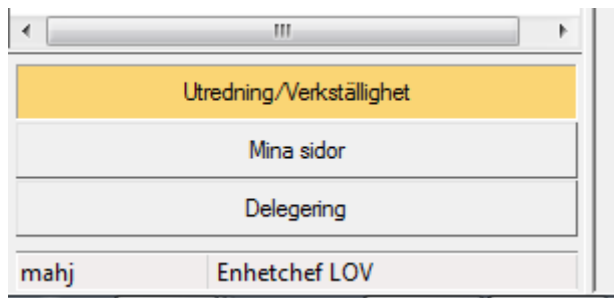 Utredning/Verkställighet
Mina sidor
Delegering
mahj Enhetchef LOV